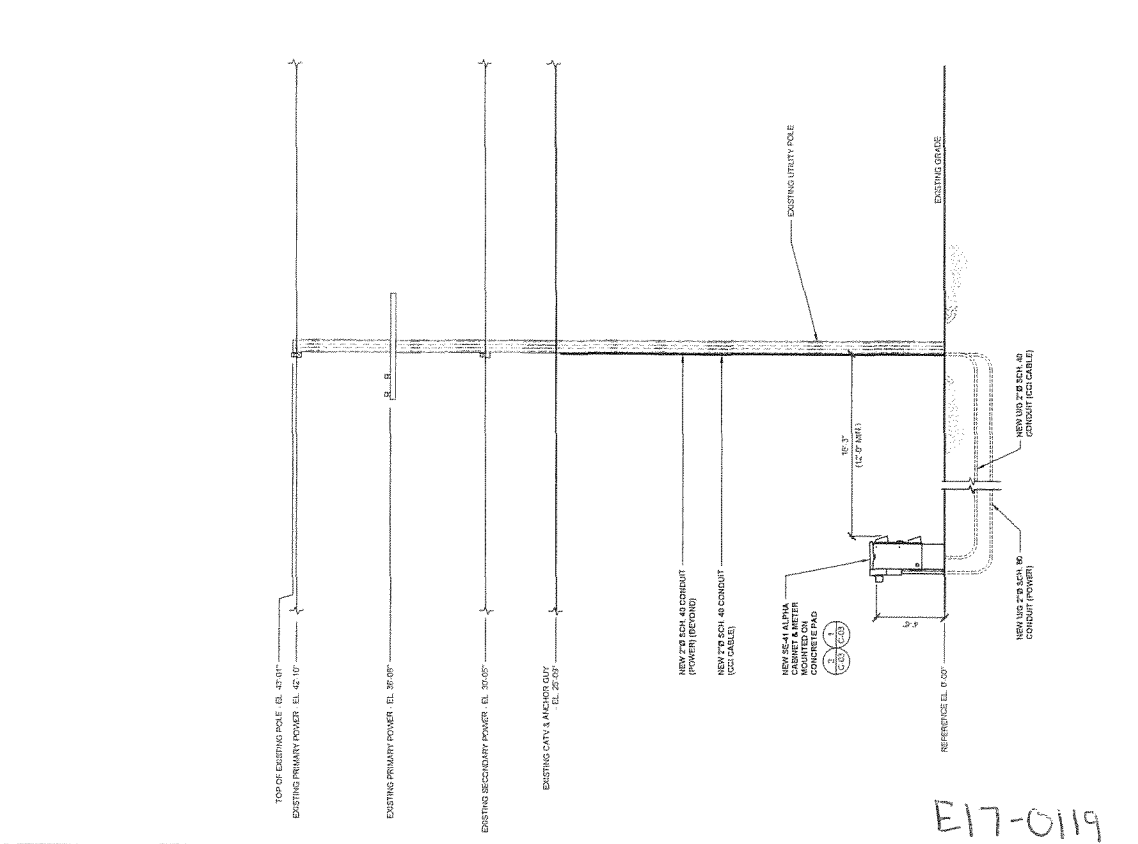 TOP OF EXISTING POLE - EL. 43'-01"
EXISTING PRIMARY POWER - EL. 42'-10"
EXISTING PRIMARY POWER - EL.
EXISTING SECONDARY POWER - EL. 30'-05"
EXISTING CATV & ANCHOR GUY
- EL. 25'-09"
NEW 2"Ø SCH. 40 CONDUIT
(POWER) (BEYOND)
NEW 2"Ø SCH. 40 CONDUIT
(CCI CABLE)
NEW SE-41 ALPHA
CABINET & METER
MOUNTED ON
CONCRETE PAD
2
C-03
1
C-03
REFERENCE EL. 0'-00"
(12'-0" MIN.)
EXISTING UTILITY POLE
EXISTING GRADE
NEW U/G 2"Ø SCH. 80
CONDUIT (POWER)
NEW U/G 2"Ø SCH. 40
CONDUIT (CCI CABLE)
E17-0119